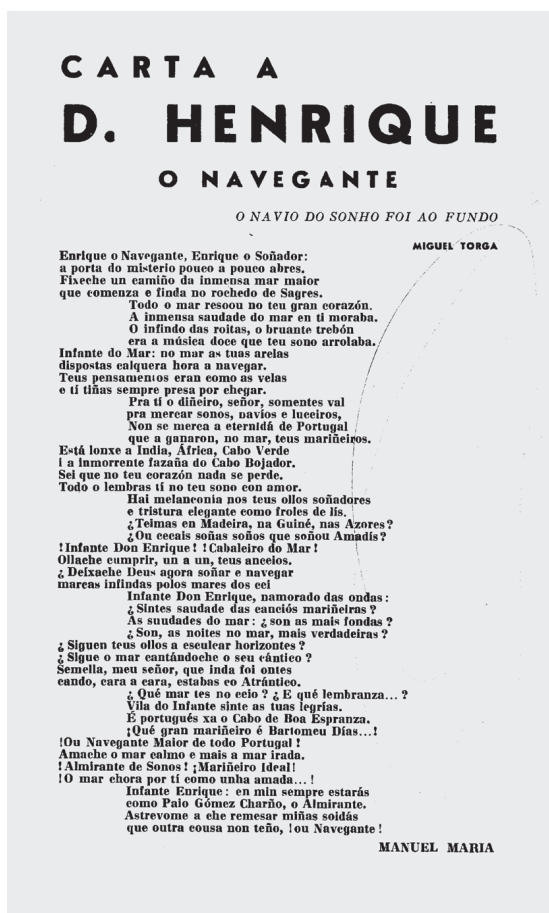 CARTA A
D. HENRIQUE
O NAVEGANTE
O NAVIO DO SONHO FOI AO FUNDO
MIGUEL TORGA
Enrique o Navegante, Enrique o Soñador:
a porta do misterio pouco a pouco abres.
Fixeche un camiño da inmensa mar maior
que comenza e finda no rochedo de Sagres.
Todo o mar resoou no teu gran corazón.
A inmensa saudade do mar en ti moraba.
O infindo das roitas, o bruante trebón
era a música doce que teu sono arrolaba.
Infante do Mar: no mar as tuas arelas
dispostas calquera hora a navegar.
Teus pensamentos eran como as velas
e tí tiñas sempre presa por chegar.
Pra tí o diñeiro, señor, somentes val
pra mercar sonos, navíos e luceiros,
Non se merca a eternidá de Portugal
que a ganaron, no mar, teus mariñeiros.
Está lonxe a India, África, Cabo Verde
i a inmorrente fazaña do Cabo Bojador.
Sei que no teu corazón nada se perde.
Todo o lembras tí no teu sono con amor.
Hai melanconia nos teus ollos soñadores
e tristura elegante como froles de lís.
¿Teimas en Madeira, na Guiné, nas Azores?
¿Ou cecais soñas soños que soñou Amadís?
!Infante Don Enrique! !Cabaleiro do Mar!
Ollache cumprir, un a un, teus anceios.
¿Deixache Deus agora soñar e navegar
mareas infindas polos mares dos cei
Infante Don Enrique, namorado das ondas:
¿Sintes saudade das canciós mariñeiras?
As suudades do mar: ¿son as mais fondas?
¿Son, as noites no mar, mais verdadeiras?
¿Siguen teus ollos a esculcar horizontes?
¿Sigue o mar cantándoche o seu cántico?
Semella, meu señor, que inda foi ontes
cando, cara a cara, estabas co Atrántico.
¿Qué mar tes no ceio? ¿E qué lembranza...?
Vila do Infante sinte as tuas legrías.
É portugués xa o Cabo de Boa Espranza.
¡Qué gran mariñeiro é Bartomeu Días...!
!Ou Navegante Maior de todo Portugal!
Amache o mar calmo e mais a mar irada.
!Almirante de Sonos! ¡Mariñeiro Ideal!
!O mar chora por tí como unha amada...!
Infante Enrique: en min sempre estarás
como Paio Gómez Charño, o Almirante.
Astrevome a che remesar miñas soidás
que outra cousa non teño, !ou Navegante!
MANUEL MARIA